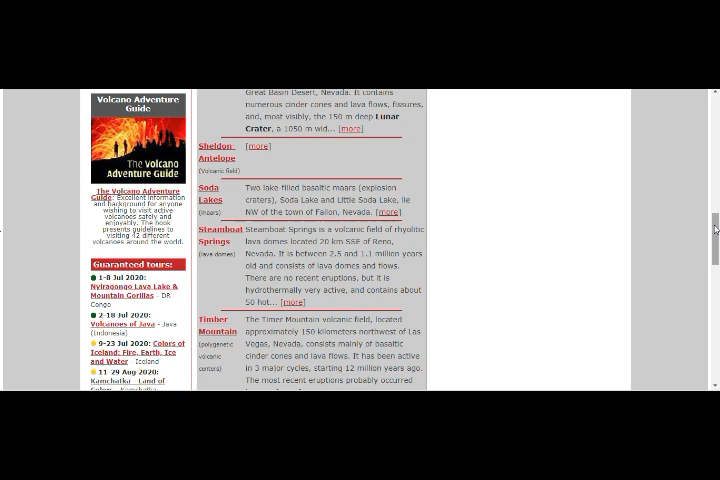 Volcano Adventure
Guide
The Volcano
Adventure Guide
The Volcano Adventure
Guide: Excellent information
and background for anyone
wishing to visit active
volcanoes safely and
enjoyably. The book
presents guidelines to
visiting 42 different
volcanoes around the world.
Guaranteed tours:
1-8 Jul 2020:
Nyiragongo Lava Lake &
Mountain Gorillas - DR
Congo
2-18 Jul 2020:
Volcanoes of Java - Java
(Indonesia)
9-23 Jul 2020: Colors of
Iceland: Fire, Earth, Ice
and Water - Iceland
11-29 Aug 2020:
Kamchatka - Land of
Great Basin Desert, Nevada. It contains
numerous cinder cones and lava flows, fissures,
and, most visibly, the 150 m deep Lunar
Crater, a 1050 m wid... [more]
Sheldon-
Antelope
(Volcanic field)
[more]
Soda
Lakes
(maars)
Two lake-filled basaltic maars (explosion
craters), Soda Lake and Little Soda Lake, lie
NW of the town of Fallon, Nevada. [more]
Steamboat
Springs
(lava domes)
Steamboat Springs is a volcanic field of rhyolitic
lava domes located 20 km SSE of Reno,
Nevada. It is between 2.5 and 1.1 million years
old and consists of lava domes and flows.
There are no recent eruptions, but it is
hydrothermally very active, and contains about
50 hot... [more]
Timber
Mountain
(polygenetic
volcanic
centers)
The Timer Mountain volcanic field, located
approximately 150 kilometers northwest of Las
Vegas, Nevada, consists mainly of basaltic
cinder cones and lava flows. It has been active
in 3 major cycles, starting 12 million years ago.
The most recent eruptions probably occurred